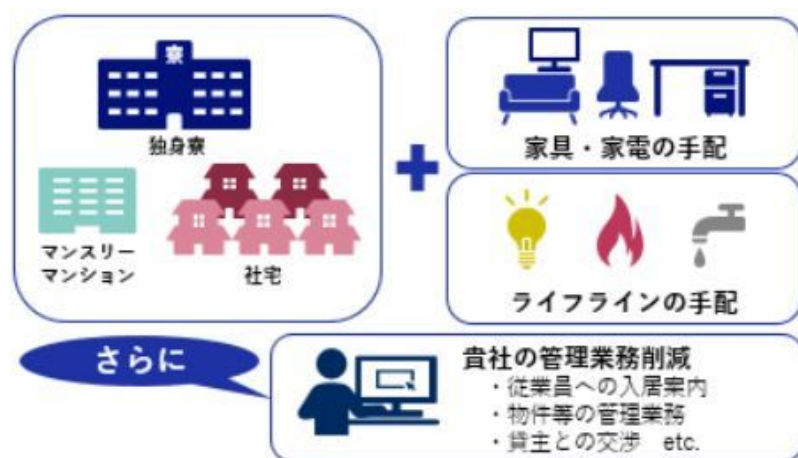 寮
独身寮
マンスリー
マンション
社宅
家具・家電の手配
ライフラインの手配
さらに
貴社の管理業務削減
・従業員への入居案内
・物件等の管理業務
・貸主との交渉 etc.